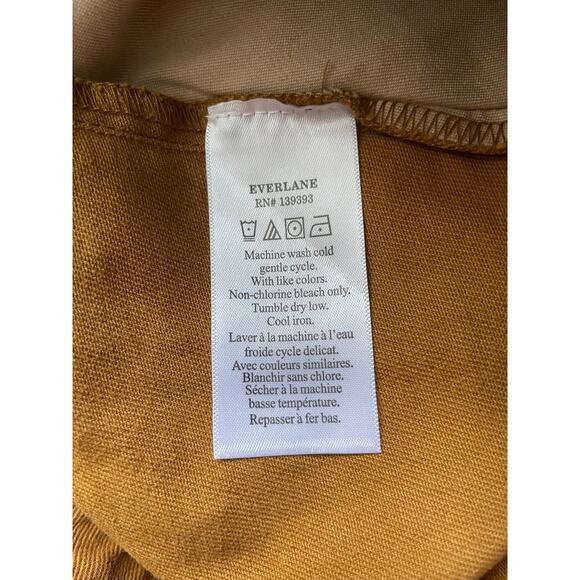 EVERLANE
RN# 139393
Machine wash cold
gentle cycle.
With like colors.
Non-chlorine bleach only.
Tumble dry low.
Cool iron.
Laver à la machine à l'eau
froide cycle delicat.
Avec couleurs similaires.
Blanchir sans chlore.
Sécher à la machine
basse température.
Repasser à fer bas.